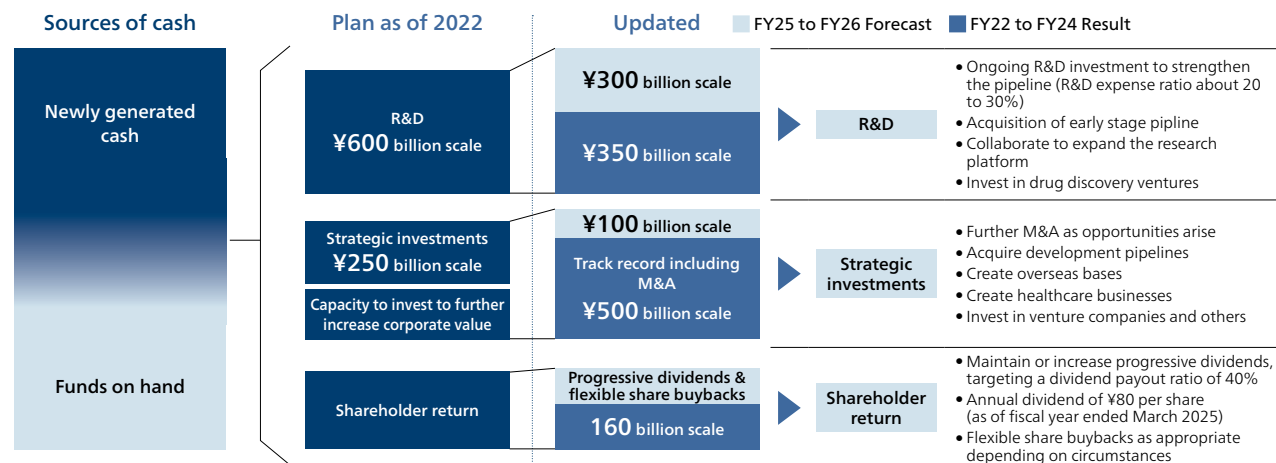 Sources of cash
Plan as of 2022
Updated
FY25 to FY26 Forecast
FY22 to FY24 Result
Newly generated
cash
Funds on hand
R&D
¥600 billion scale
¥300 billion scale
¥350 billion scale
R&D
• Ongoing R&D investment to strengthen
the pipeline (R&D expense ratio about 20
to 30%)
• Acquisition of early stage pipline
• Collaborate to expand the research
platform
• Invest in drug discovery ventures
Strategic investments
¥250 billion scale
Capacity to invest to further
increase corporate value
¥100 billion scale
Track record including
M&A
¥500 billion scale
Strategic
investments
• Further M&A as opportunities arise
• Acquire development pipelines
• Create overseas bases
• Create healthcare businesses
• Invest in venture companies and others
Shareholder return
Progressive dividends &
flexible share buybacks
160 billion scale
Shareholder
return
• Maintain or increase progressive dividends,
targeting a dividend payout ratio of 40%
• Annual dividend of ¥80 per share
(as of fiscal year ended March 2025)
• Flexible share buybacks as appropriate
depending on circumstances